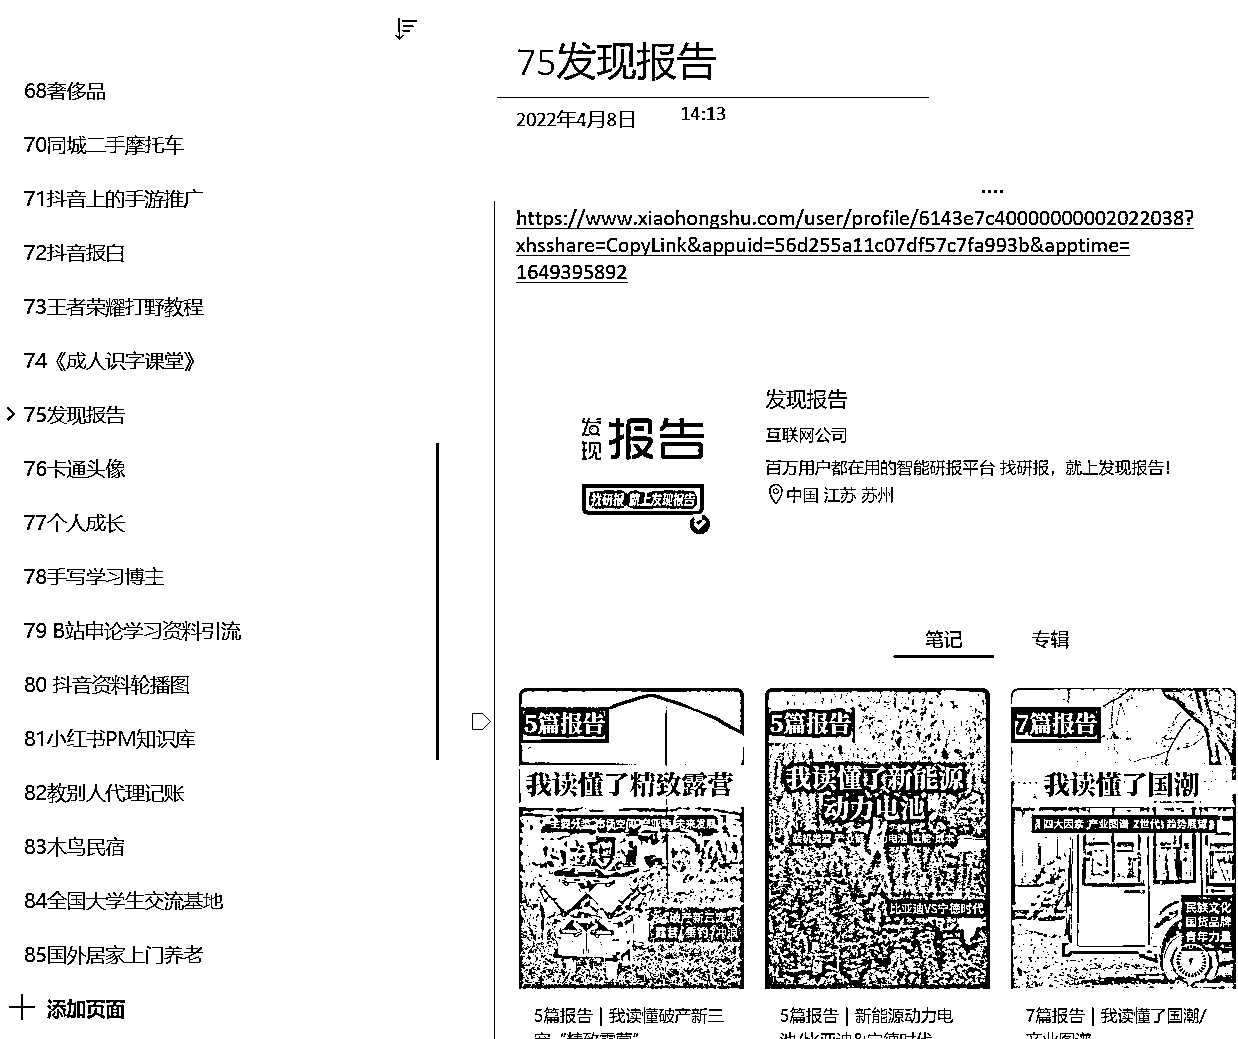 68奢侈品
70同城二手摩托车
71抖音上的手游推广
72抖音报白
73王者荣耀打野教程
74《成人识字课堂》
75发现报告
76卡通头像
77个人成长
78手写学习博主
79 B站申论学习资料引流
80 抖音资料轮播图
81小红书PM知识库
82教别人代理记账
83木鸟民宿
84全国大学生交流基地
85国外居家上门养老
添加页面
75发现报告
2022年4月8日 14:13
https://www.xiaohongshu.com/user/profile/6143e7c40000000002022038?
xhsshare=CopyLink&appuid=56d255a11c07df57c7fa993b&apptime=
1649395892
发现报告
找研报 就上发现报告
发现报告
互联网公司
百万用户都在用的智能研报平台 找研报，就上发现报告！
中国 江苏 苏州
笔记 专辑
5篇报告
我读懂了精致露营
5篇报告
我读懂了新能源
动力电池
比亚迪VS宁德时代
7篇报告
我读懂了国潮
四大因素 产业图谱 Z世代 趋势展望
民族文化
国货品牌
5篇报告 | 我读懂破产新三
5篇报告 | 新能源动力电
池/比亚迪&宁德时代
7篇报告 | 我读懂了国潮/
产业图谱